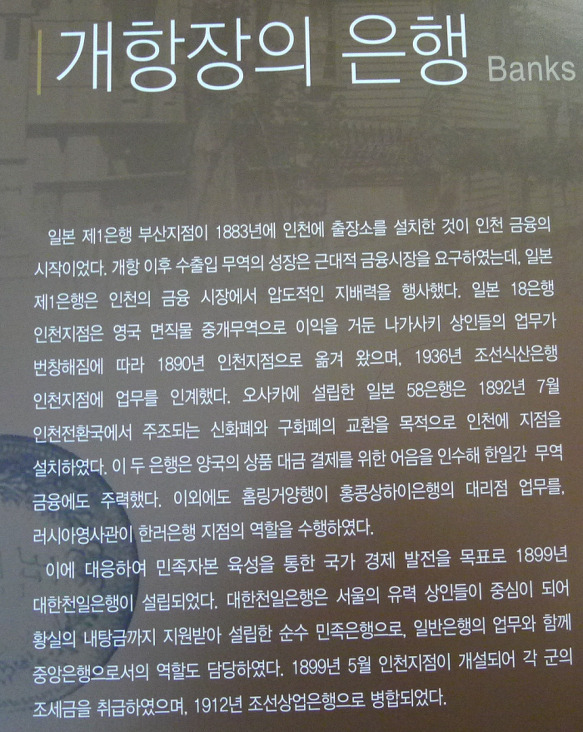 개항장의 은행 Banks
일본 제1은행 부산지점이 1883년에 인천에 출장소를 설치한 것이 인천 금융의
시작이었다. 개항 이후 수출입 무역의 성장은 근대적 금융시장을 요구하였는데, 일본
제1은행은 인천의 금융 시장에서 압도적인 지배력을 행사했다. 일본 18은행
인천지점은 영국 면직물 중개무역으로 이익을 거둔 나가사키 상인들의 업무가
번창해짐에 따라 1890년 인천지점으로 옮겨 왔으며, 1936년 조선식산은행
인천지점에 업무를 인계했다. 오사카에 설립한 일본 58은행은 1892년 7월
인천전환국에서 주조되는 신화폐와 구화폐의 교환을 목적으로 인천에 지점을
설치하였다. 이 두 은행은 양국의 상품 대금 결제를 위한 어음을 인수해 한일간 무역
금융에도 주력했다. 이외에도 홈링거양행이 홍콩상하이은행의 대리점 업무를,
러시아영사관이 한러은행 지점의 역할을 수행하였다.
이에 대응하여 민족자본 육성을 통한 국가 경제 발전을 목표로 1899년
대한천일은행이 설립되었다. 대한천일은행은 서울의 유력 상인들이 중심이 되어
황실의 내탕금까지 지원받아 설립한 순수 민족은행으로, 일반은행의 업무와 함께
중앙은행으로서의 역할도 담당하였다. 1899년 5월 인천지점이 개설되어 각 군의
조세금을 취급하였으며, 1912년 조선상업은행으로 병합되었다.